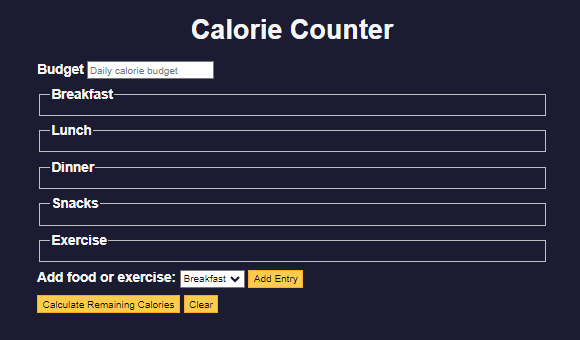 Calorie Counter
Budget Daily calorie budget
Breakfast
Lunch
Dinner
Snacks
Exercise
Add food or exercise: Breakfast Add Entry
Calculate Remaining Calories Clear